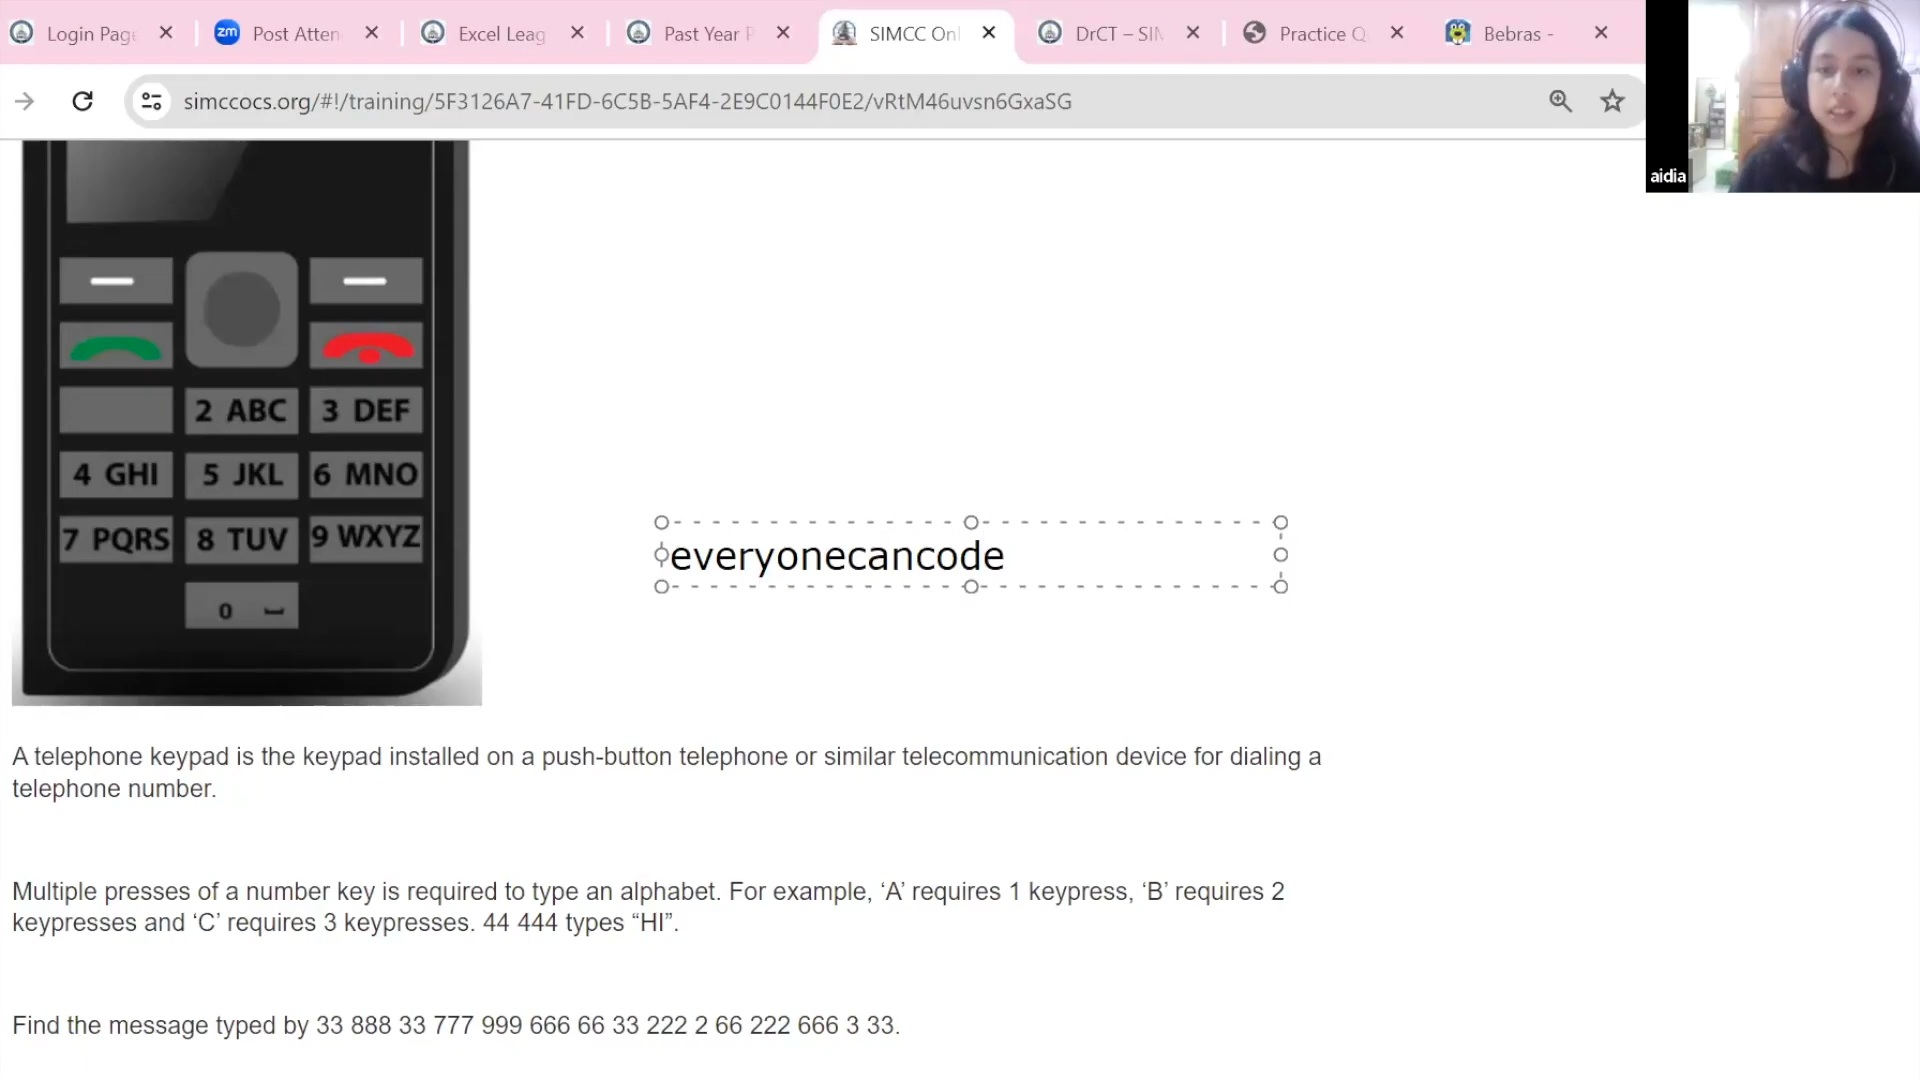 Login Page
Post Atten
Excel Leag
Past Year P
SIMCC Onl
DrCT – SIM
Practice Q
Bebras -
simccocs.org/#!/training/5F3126A7-41FD-6C5B-5AF4-2E9C0144F0E2/vRtM46uvsn6GxaSG
zm
aidia
2 ABC 3 DEF
4 GHI 5 JKL 6 MNO
7 PQRS 8 TUV 9 WXYZ
0
everyonecancode
A telephone keypad is the keypad installed on a push-button telephone or similar telecommunication device for dialing a
telephone number.
Multiple presses of a number key is required to type an alphabet. For example, ‘A’ requires 1 keypress, ‘B’ requires 2
keypresses and ‘C’ requires 3 keypresses. 44 444 types “HI”.
Find the message typed by 33 888 33 777 999 666 66 33 222 2 66 222 666 3 33.